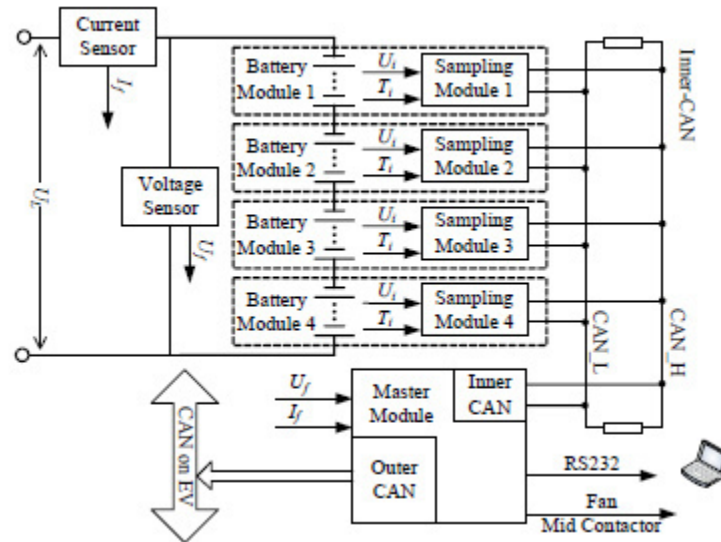 Current
Sensor
I_f
U_L
Voltage
Sensor
U_f
Battery
Module 1
U_i
T_i
Sampling
Module 1
Battery
Module 2
U_i
T_i
Sampling
Module 2
Battery
Module 3
U_i
T_i
Sampling
Module 3
Battery
Module 4
U_i
T_i
Sampling
Module 4
Inner-CAN
CAN_L
CAN_H
CAN on EV
U_f
I_f
Master
Module
Inner
CAN
Outer
CAN
RS232
Fan
Mid Contactor